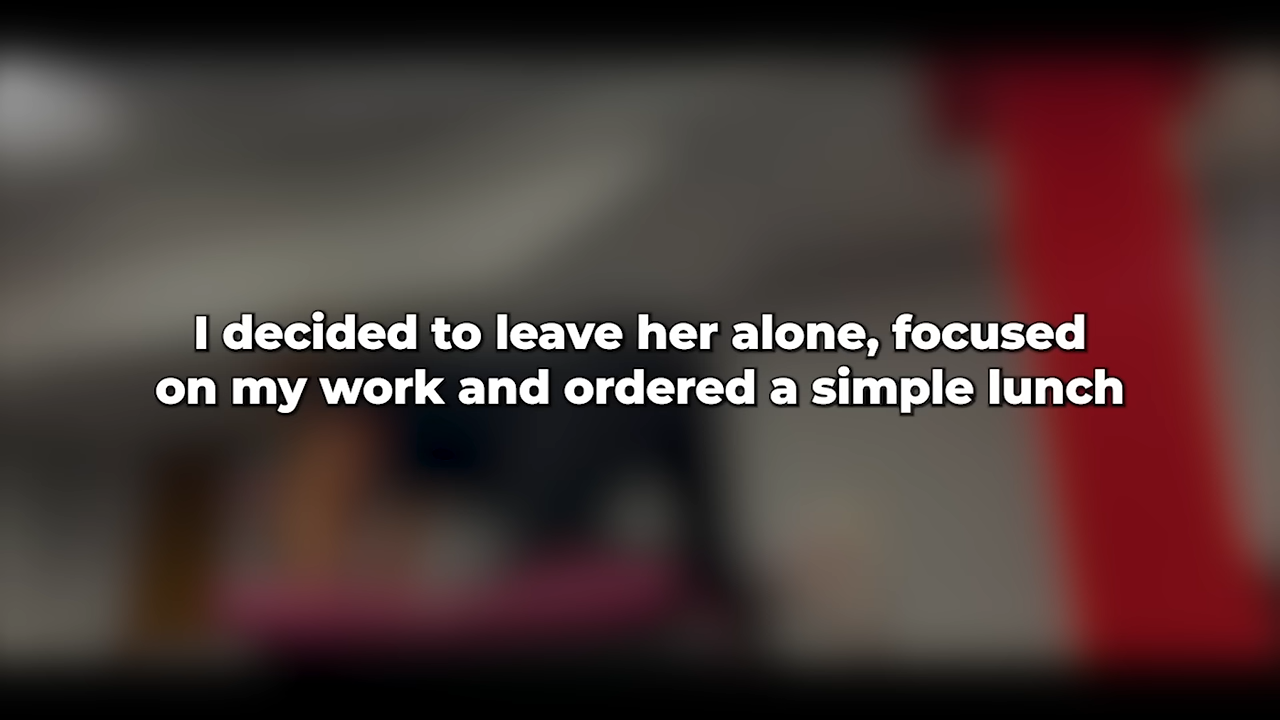 I decided to leave her alone, focused
on my work and ordered a simple lunch